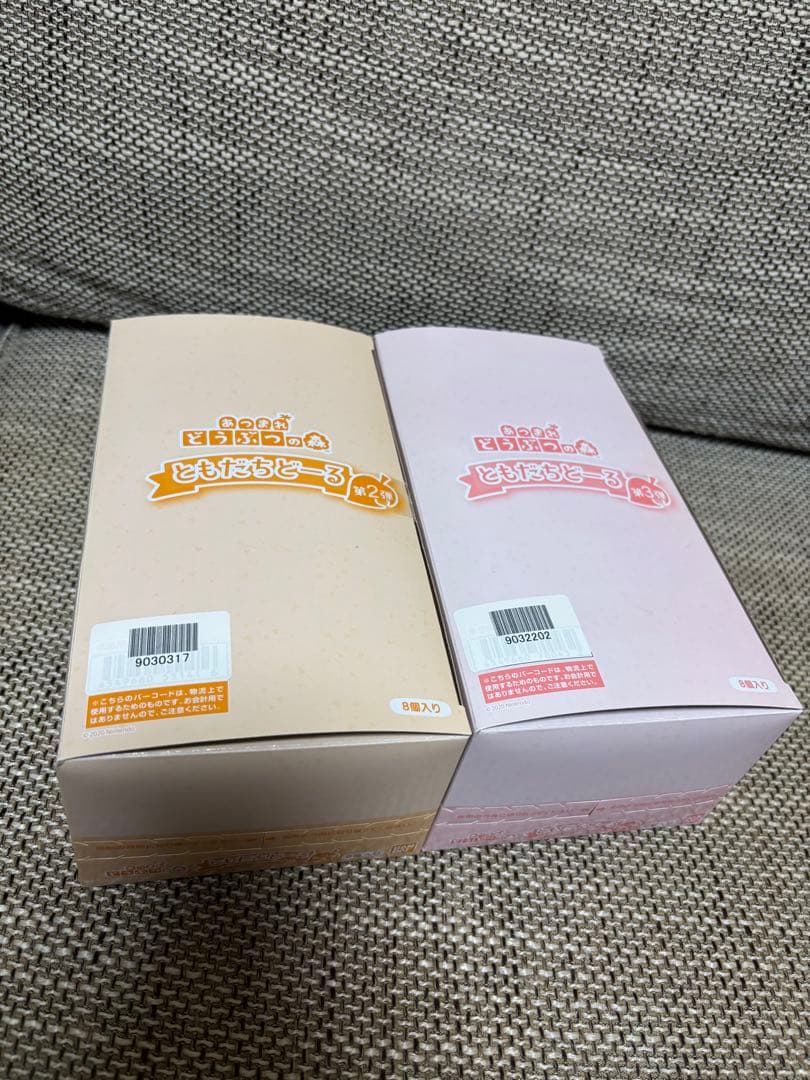 あつまれ
どうぶつの森
ともだちどーる
第2弾
9030317
※こちらのバーコードは、物流上で
使用するためのものです。お会計用で
はありませんので、ご注意ください。
© 2020 Nintendo
8個入り
あつまれ
どうぶつの森
ともだちどーる
第3弾
9032202
※こちらのバーコードは、物流上で
使用するためのものです。お会計用で
はありませんので、ご注意ください。
8個入り